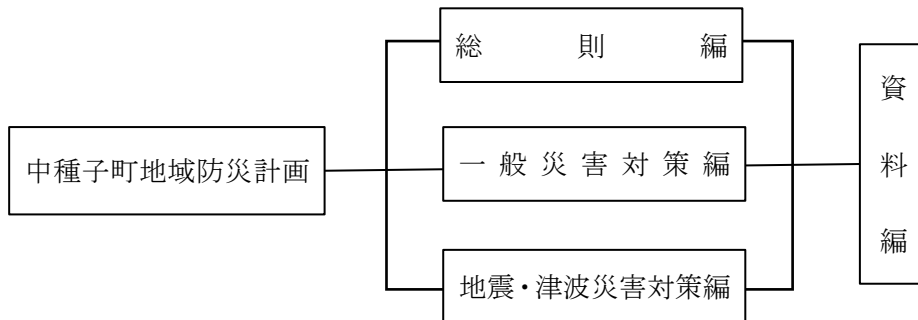 中種子町地域防災計画
総則編
一般災害対策編
地震・津波災害対策編
資料編